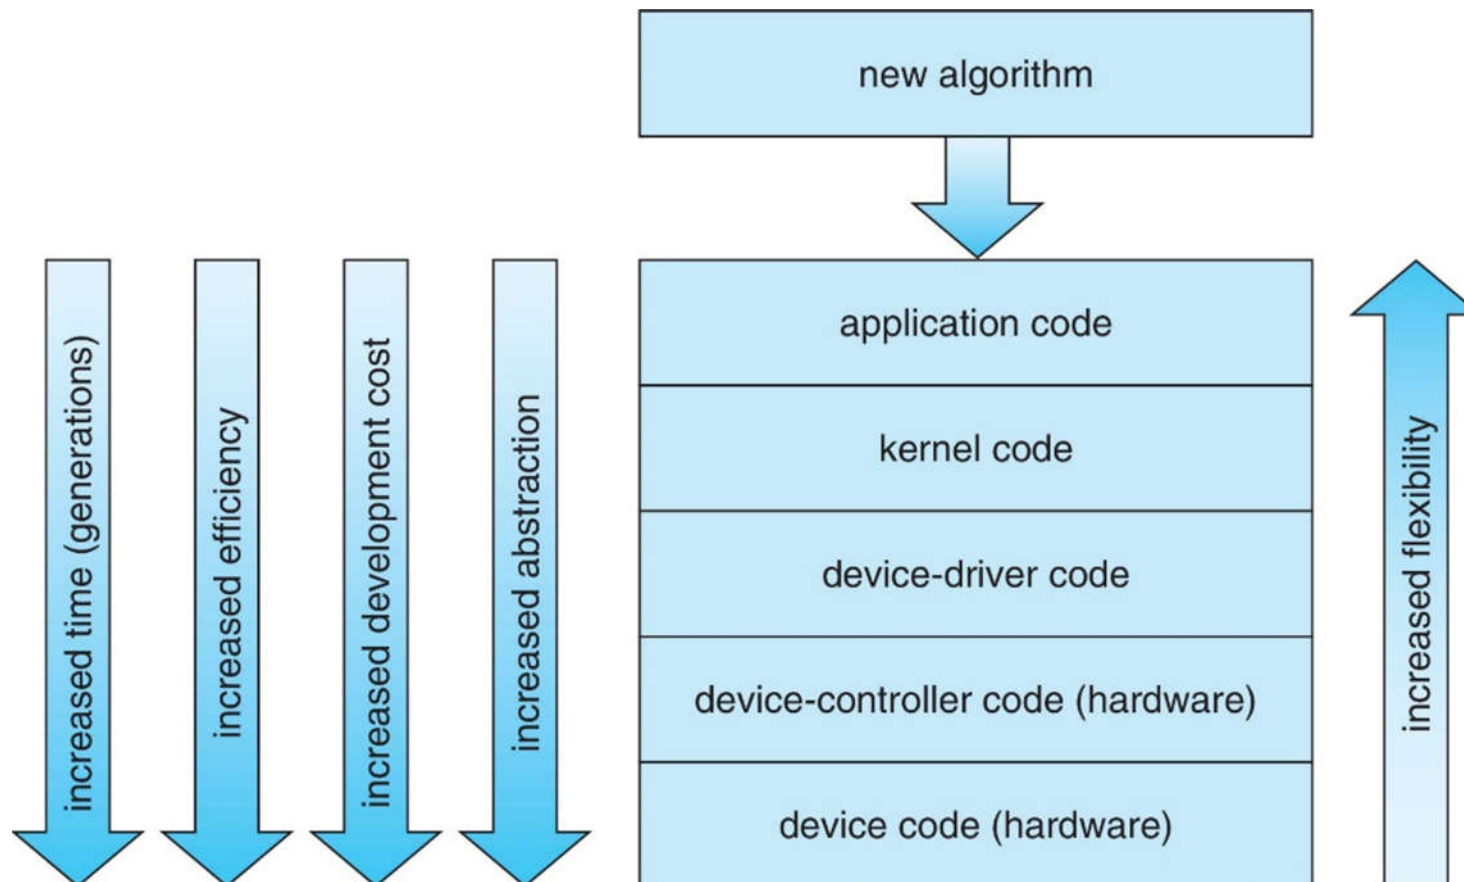 new algorithm
increased time (generations)
increased efficiency
increased development cost
increased abstraction
application code
kernel code
device-driver code
device-controller code (hardware)
device code (hardware)
increased flexibility